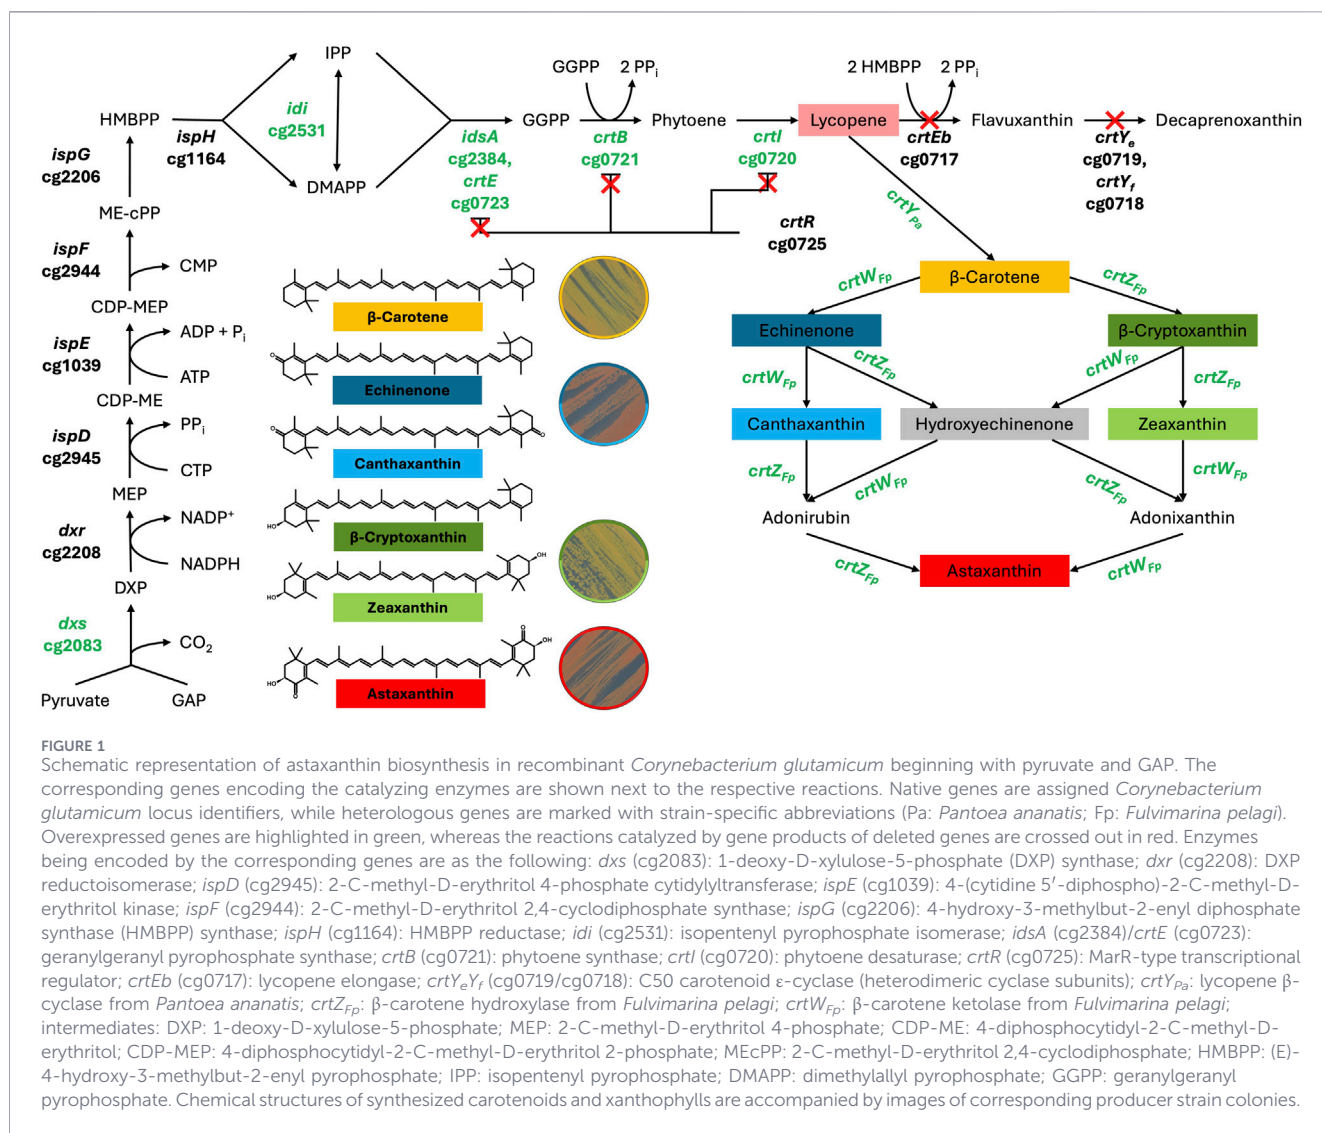 IPP
GGPP 2 PPi
2 HMBPP 2 PPi
HMBPP
ispH
cg1164
idi
cg2531
idsA
cg2384,
crtE
cg0723
GGPP
crtB
cg0721
Phytoene
crtI
cg0720
Lycopene
crtEb
cg0717
Flavuxanthin
crtYe
cg0719,
crtYf
cg0718
Decaprenoxanthin
DMAPP
ispG
cg2206
ME-cPP
crtR
cg0725
crtYPa
ispF
cg2944
CMP
CDP-MEP
ispE
cg1039
ADP + Pi
ATP
CDP-ME
ispD
cg2945
PPi
CTP
MEP
dxr
cg2208
NADP+
NADPH
DXP
dxs
cg2083
CO2
Pyruvate GAP
β-Carotene
O
Echinenone
O
O
Canthaxanthin
HO
β-Cryptoxanthin
OH
HO
Zeaxanthin
O
OH
HO
O
Astaxanthin
β-Carotene
crtWFp
crtZFp
Echinenone
β-Cryptoxanthin
crtWFp
crtZFp
crtWFp
crtZFp
Canthaxanthin
Hydroxyechinenone
Zeaxanthin
crtZFp
crtWFp
crtZFp
crtWFp
Adonirubin
Adonixanthin
crtZFp
Astaxanthin
crtWFp
FIGURE 1
Schematic representation of astaxanthin biosynthesis in recombinant Corynebacterium glutamicum beginning with pyruvate and GAP. The
corresponding genes encoding the catalyzing enzymes are shown next to the respective reactions. Native genes are assigned Corynebacterium
glutamicum locus identifiers, while heterologous genes are marked with strain-specific abbreviations (Pa: Pantoea ananatis; Fp: Fulvimarina pelagi).
Overexpressed genes are highlighted in green, whereas the reactions catalyzed by gene products of deleted genes are crossed out in red. Enzymes
being encoded by the corresponding genes are as the following: dxs (cg2083): 1-deoxy-D-xylulose-5-phosphate (DXP) synthase; dxr (cg2208): DXP
reductoisomerase; ispD (cg2945): 2-C-methyl-D-erythritol 4-phosphate cytidylyltransferase; ispE (cg1039): 4-(cytidine 5′-diphospho)-2-C-methyl-D-
erythritol kinase; ispF (cg2944): 2-C-methyl-D-erythritol 2,4-cyclodiphosphate synthase; ispG (cg2206): 4-hydroxy-3-methylbut-2-enyl diphosphate
synthase (HMBPP) synthase; ispH (cg1164): HMBPP reductase; idi (cg2531): isopentenyl pyrophosphate isomerase; idsA (cg2384)/crtE (cg0723):
geranylgeranyl pyrophosphate synthase; crtB (cg0721): phytoene synthase; crtI (cg0720): phytoene desaturase; crtR (cg0725): MarR-type transcriptional
regulator; crtEb (cg0717): lycopene elongase; crtYeYf (cg0719/cg0718): C50 carotenoid ε-cyclase (heterodimeric cyclase subunits); crtYPa: lycopene β-
cyclase from Pantoea ananatis; crtZFp: β-carotene hydroxylase from Fulvimarina pelagi; crtWFp: β-carotene ketolase from Fulvimarina pelagi;
intermediates: DXP: 1-deoxy-D-xylulose-5-phosphate; MEP: 2-C-methyl-D-erythritol 4-phosphate; CDP-ME: 4-diphosphocytidyl-2-C-methyl-D-
erythritol; CDP-MEP: 4-diphosphocytidyl-2-C-methyl-D-erythritol 2-phosphate; MEcPP: 2-C-methyl-D-erythritol 2,4-cyclodiphosphate; HMBPP: (E)-
4-hydroxy-3-methylbut-2-enyl pyrophosphate; IPP: isopentenyl pyrophosphate; DMAPP: dimethylallyl pyrophosphate; GGPP: geranylgeranyl
pyrophosphate. Chemical structures of synthesized carotenoids and xanthophylls are accompanied by images of corresponding producer strain colonies.